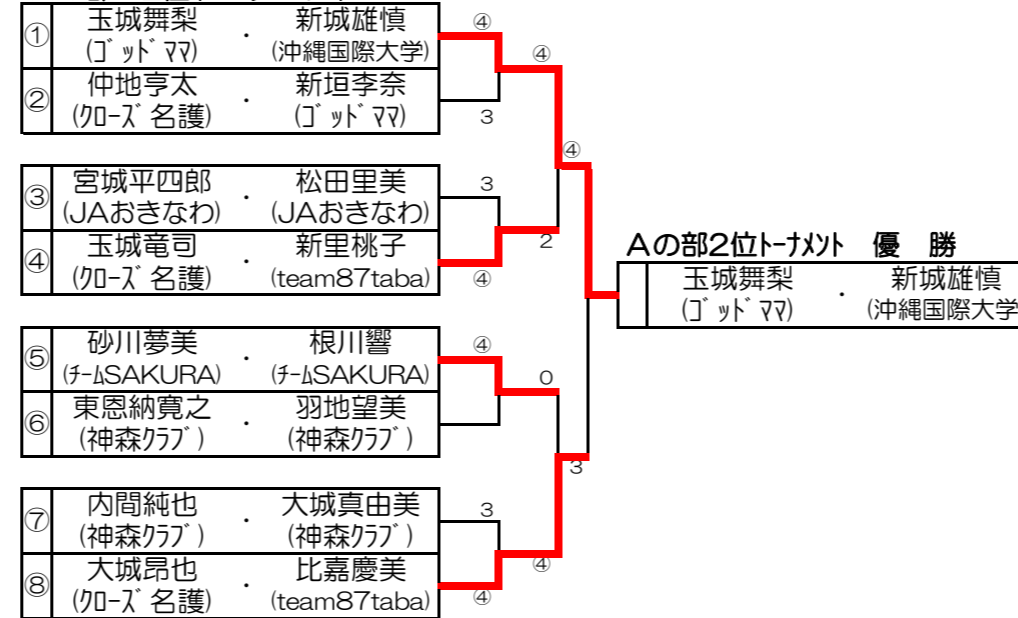 ① 玉城舞梨 ・ 新城雄慎 ④
(ゴッドママ) (沖縄国際大学) ④
② 仲地亨太 ・ 新垣李奈
(クローズ名護) (ゴッドママ) 3
④
③ 宮城平四郎 ・ 松田里美 3
(JAおきなわ) (JAおきなわ)
④ 玉城竜司 ・ 新里桃子 2
(クローズ名護) (team87taba) ④
Aの部2位トーナメント 優 勝
玉城舞梨 ・ 新城雄慎
(ゴッドママ) (沖縄国際大学
⑤ 砂川夢美 ・ 根川響 ④
(チームSAKURA) (チームSAKURA) 0
⑥ 東恩納寛之 ・ 羽地望美
(神森クラブ) (神森クラブ)
3
⑦ 内間純也 ・ 大城真由美 3
(神森クラブ) (神森クラブ)
⑧ 大城昂也 ・ 比嘉慶美 ④
(クローズ名護) (team87taba) ④